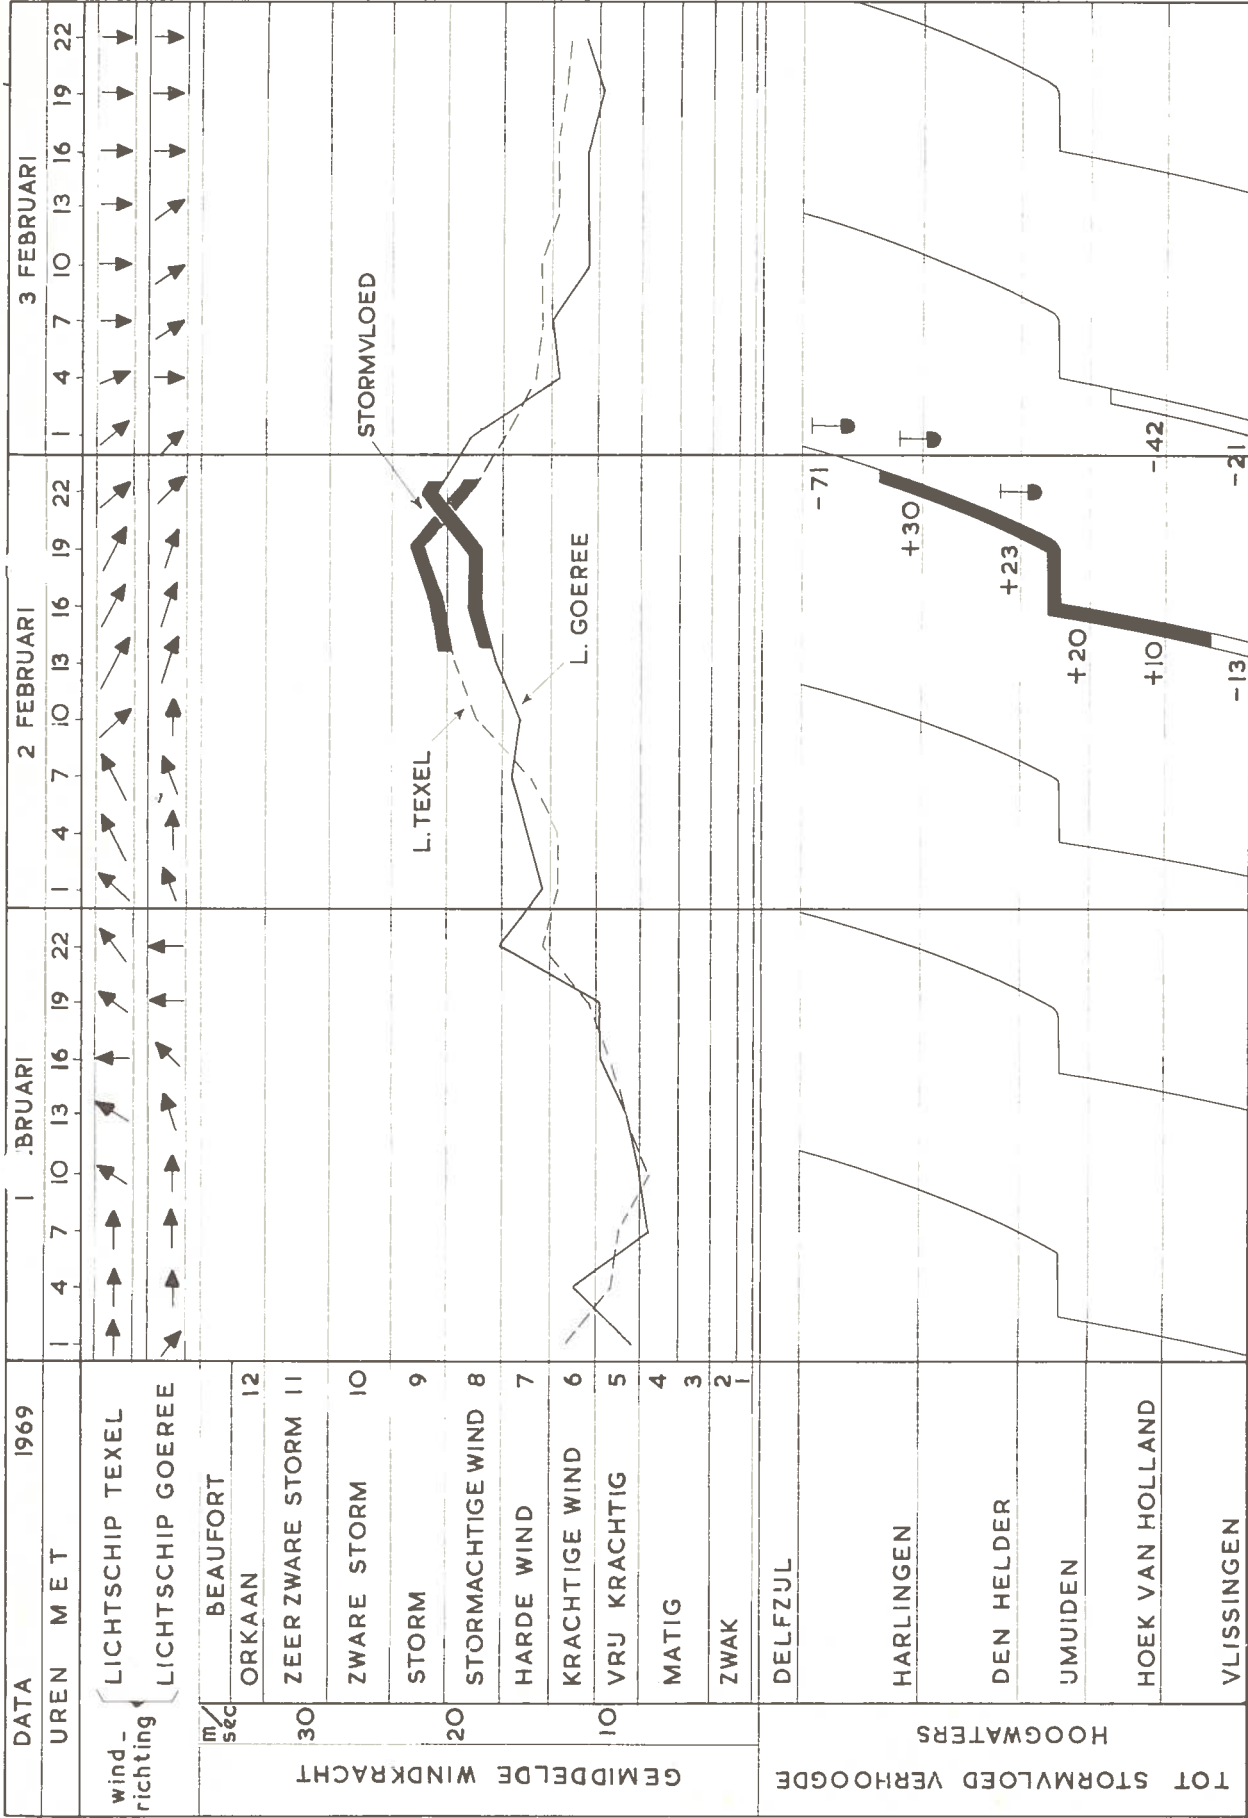 DATA 1969
1 .BRUARI
2 FEBRUARI
3 FEBRUARI
UREN MET
1 4 7 10 13 16 19 22 1 4 7 10 13 16 19 22 1 4 7 10 13 16 19 22
wind-
richting
LICHTSCHIP TEXEL
LICHTSCHIP GOEREE
m/
sec
BEAUFORT
ORKAAN 12
30
ZEER ZWARE STORM 11
ZWARE STORM 10
STORM 9
20
STORMACHTIGE WIND 8
HARDE WIND 7
KRACHTIGE WIND 6
10
VRIJ KRACHTIG 5
MATIG 4
3
ZWAK 2
1
GEMIDDELDE WINDKRACHT
STORMVLOED
L. TEXEL
L. GOEREE
TOT STORMVLOED VERHOOGDE
HOOGWATERS
DELFZIJL
-71
HARLINGEN
+30
DEN HELDER
+23
IJMUIDEN
+20
HOEK VAN HOLLAND
+10
-42
VLISSINGEN
-13
-21